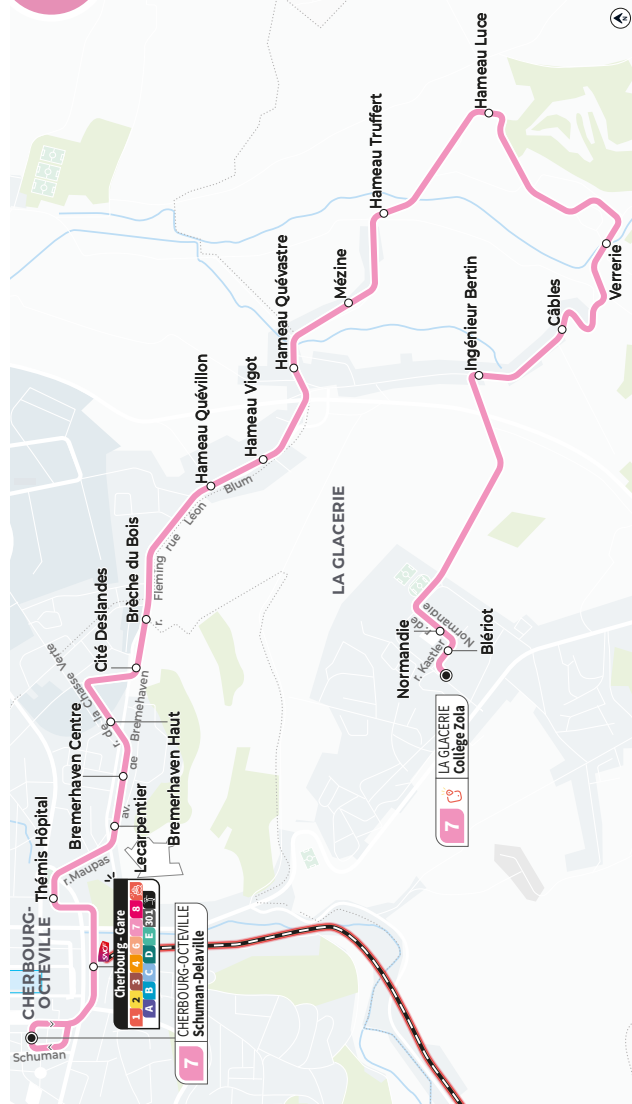 CHERBOURG-
OCTEVILLE
Schuman
7
CHERBOURG-OCTEVILLE
Schuman-Delaville
SNCF
Cherbourg - Gare
1 2 3 4 6 7 8
A B C D E 301
Thémis Hôpital
r.Maupas
Lecarpentier
av.
de Bremehaven
Bremerhaven Centre
Bremerhaven Haut
r. de la Chasse Verte
Cité Deslandes
Brèche du Bois
r. Fleming
rue Léon
Blum
Hameau Quévillon
Hameau Vigot
Hameau Quévastre
Mézine
Hameau Truffert
Hameau Luce
Verrerie
Câbles
Ingénieur Bertin
LA GLACERIE
Normandie
r. de
Normandie
r. Kastler
Blériot
7
LA GLACERIE
Collège Zola
N